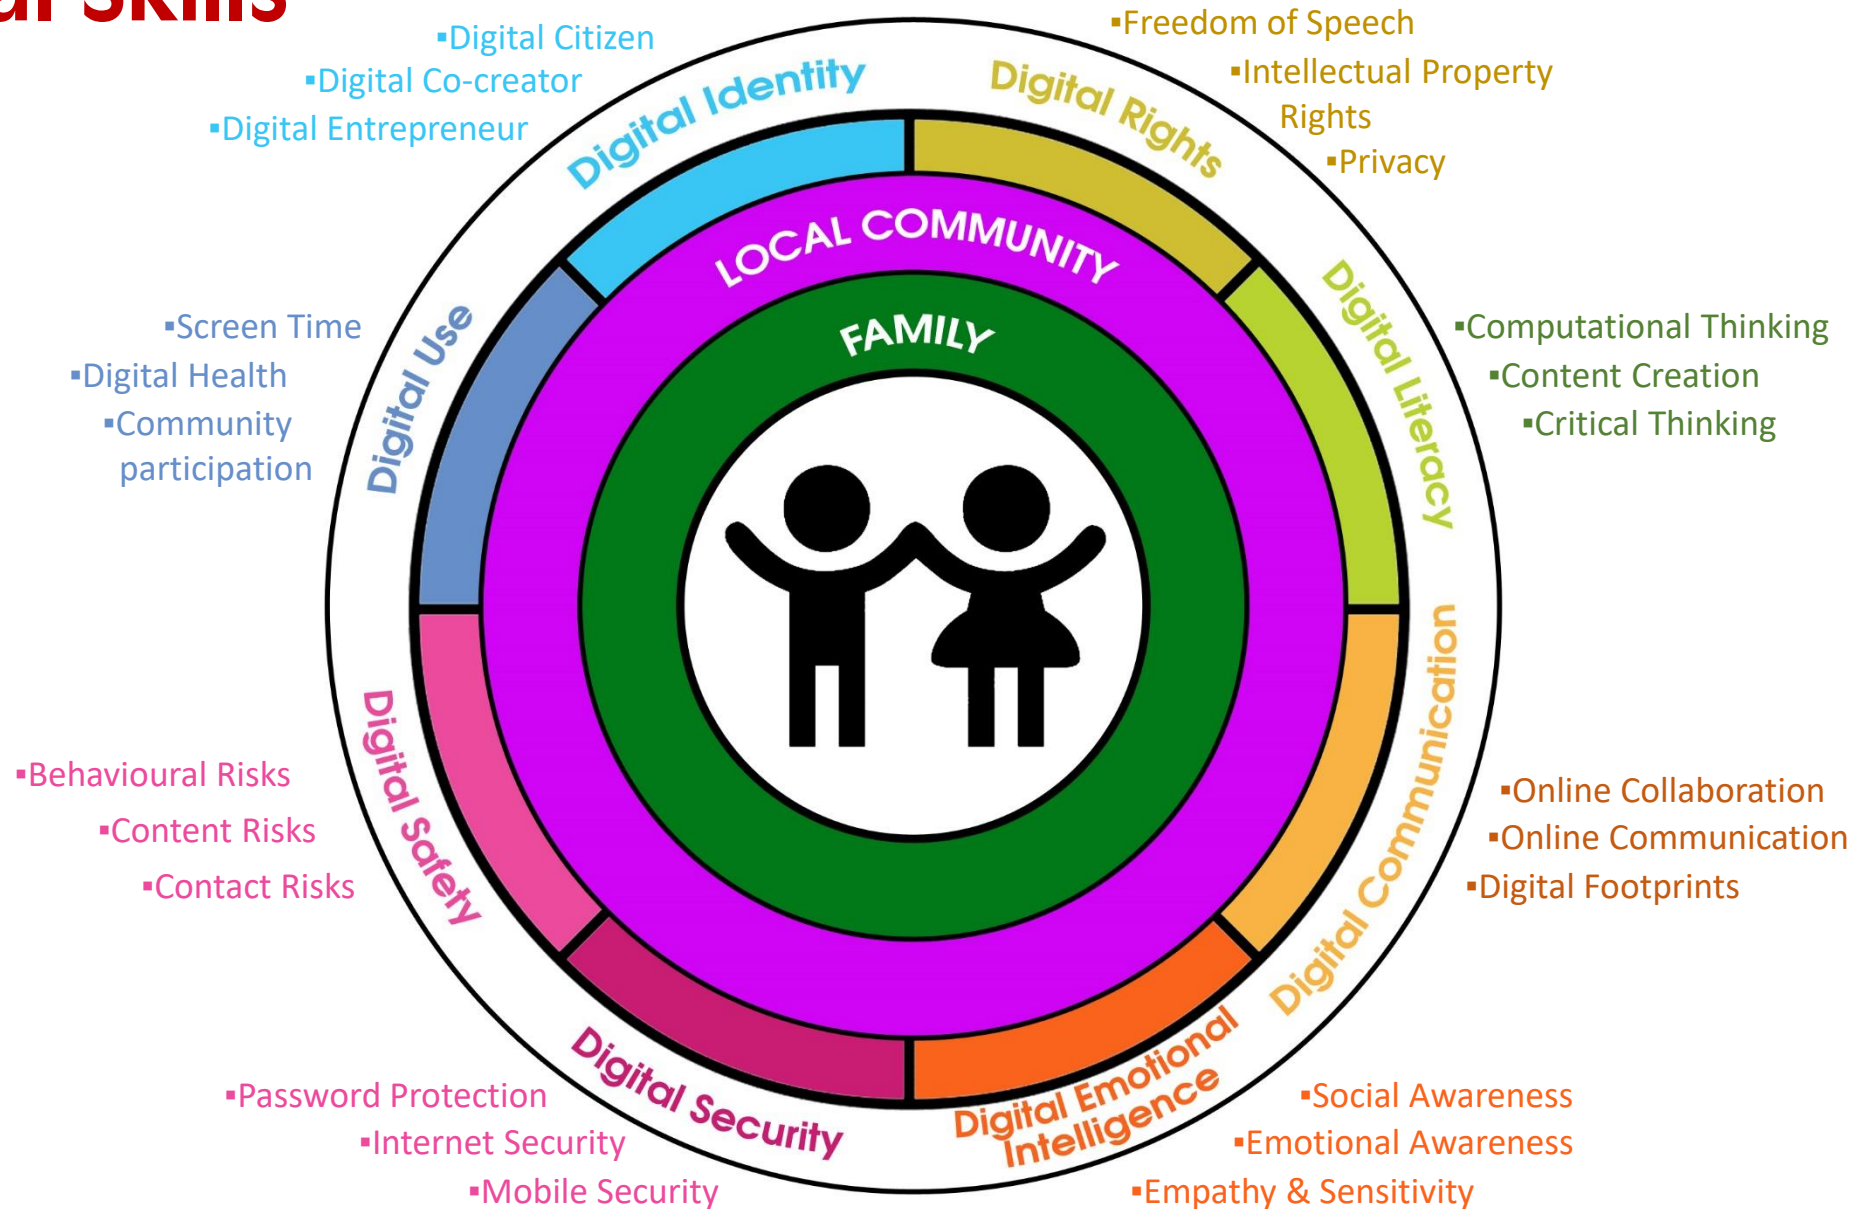 Skills
▪Digital Citizen
▪Digital Co-creator
▪Digital Entrepreneur
Digital Identity
▪Freedom of Speech
▪Intellectual Property
Rights
▪Privacy
Digital Rights
▪Computational Thinking
▪Content Creation
▪Critical Thinking
Digital Literacy
▪Online Collaboration
▪Online Communication
▪Digital Footprints
Digital Communication
▪Social Awareness
▪Emotional Awareness
▪Empathy & Sensitivity
Digital Emotional
Intelligence
▪Password Protection
▪Internet Security
▪Mobile Security
Digital Security
▪Behavioural Risks
▪Content Risks
▪Contact Risks
Digital Safety
▪Screen Time
▪Digital Health
▪Community
participation
Digital Use
LOCAL COMMUNITY
FAMILY